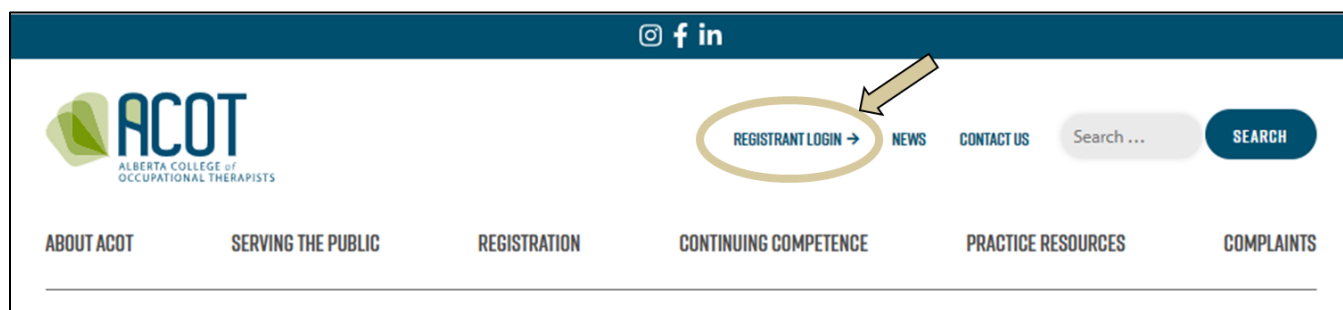 ACOT
ALBERTA COLLEGE of
OCCUPATIONAL THERAPISTS
REGISTRANT LOGIN → NEWS CONTACT US Search ... SEARCH
ABOUT ACOT SERVING THE PUBLIC REGISTRATION CONTINUING COMPETENCE PRACTICE RESOURCES COMPLAINTS